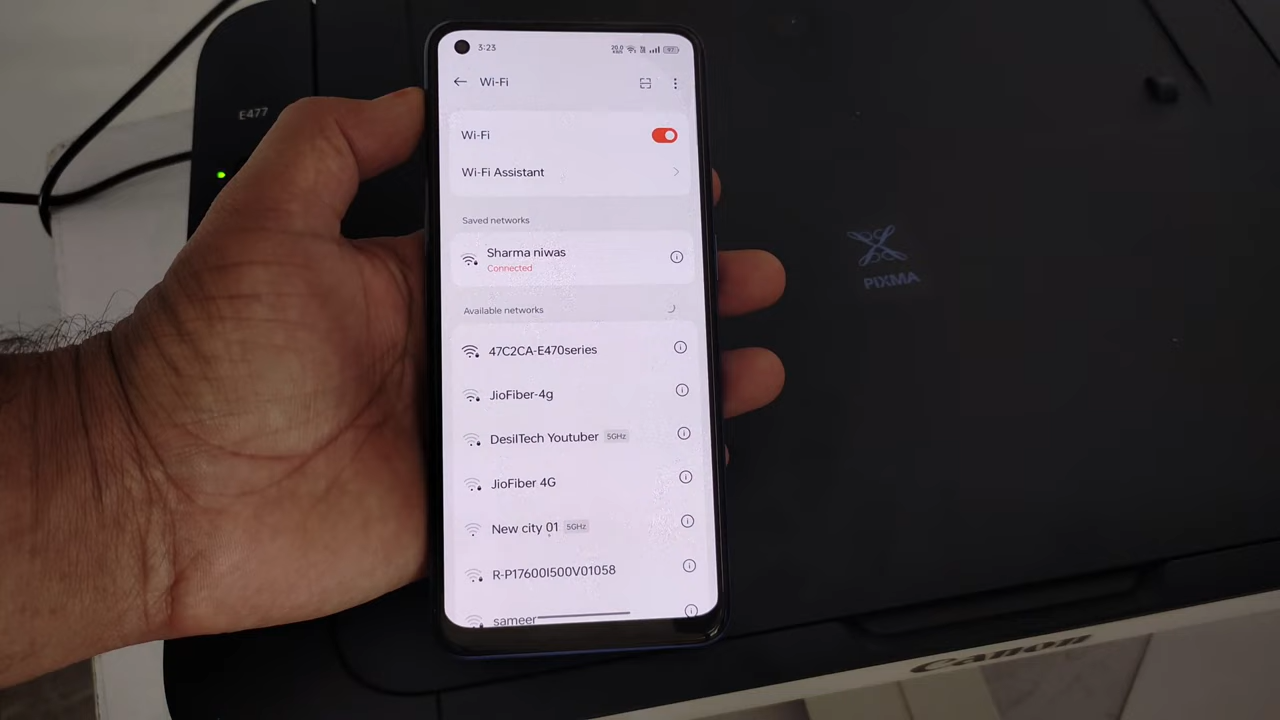 3:23
Wi-Fi
Wi-Fi
Wi-Fi Assistant
Saved networks
Sharma niwas
Connected
Available networks
47C2CA-E470series
JioFiber-4g
DesilTech Youtuber 5GHz
JioFiber 4G
New city 01 5GHz
R-P17600I500V01058
sameer
E477
PIXMA
Canon